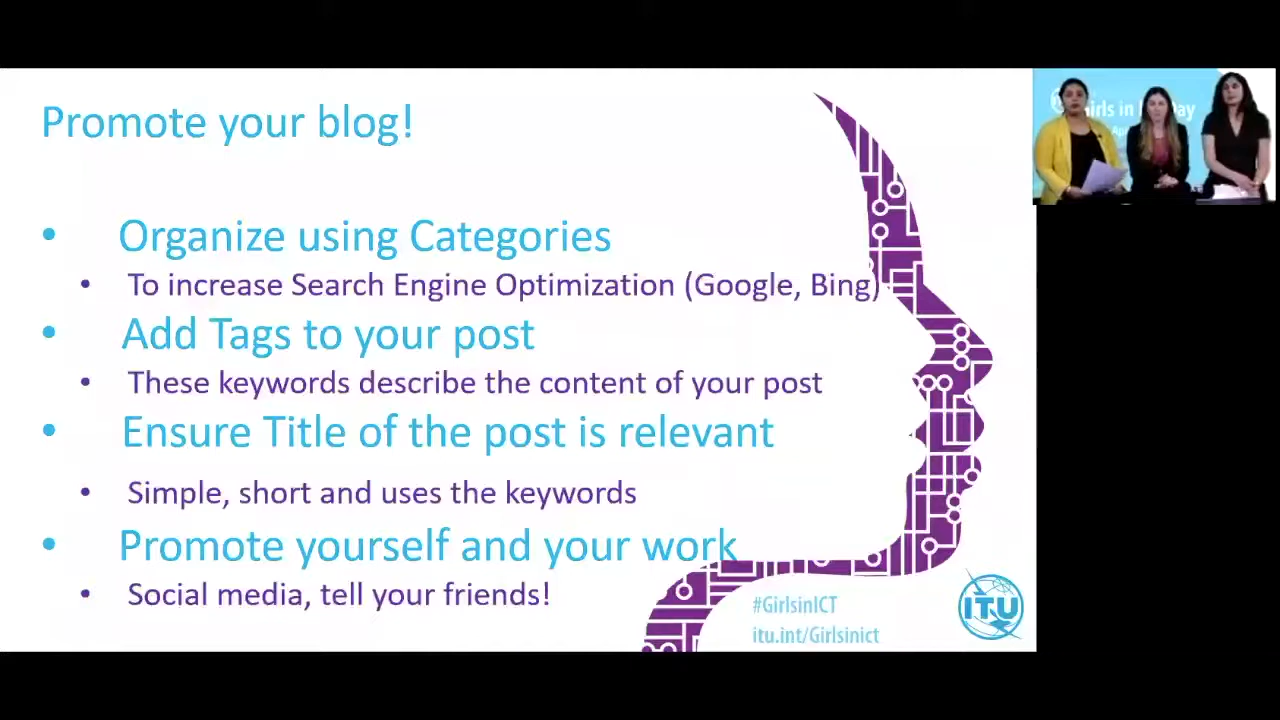 Promote your blog!
• Organize using Categories
• To increase Search Engine Optimization (Google, Bing)
• Add Tags to your post
• These keywords describe the content of your post
• Ensure Title of the post is relevant
• Simple, short and uses the keywords
• Promote yourself and your work
• Social media, tell your friends!
#GirlsinICT
itu.int/Girlsinict
ITU
in Day